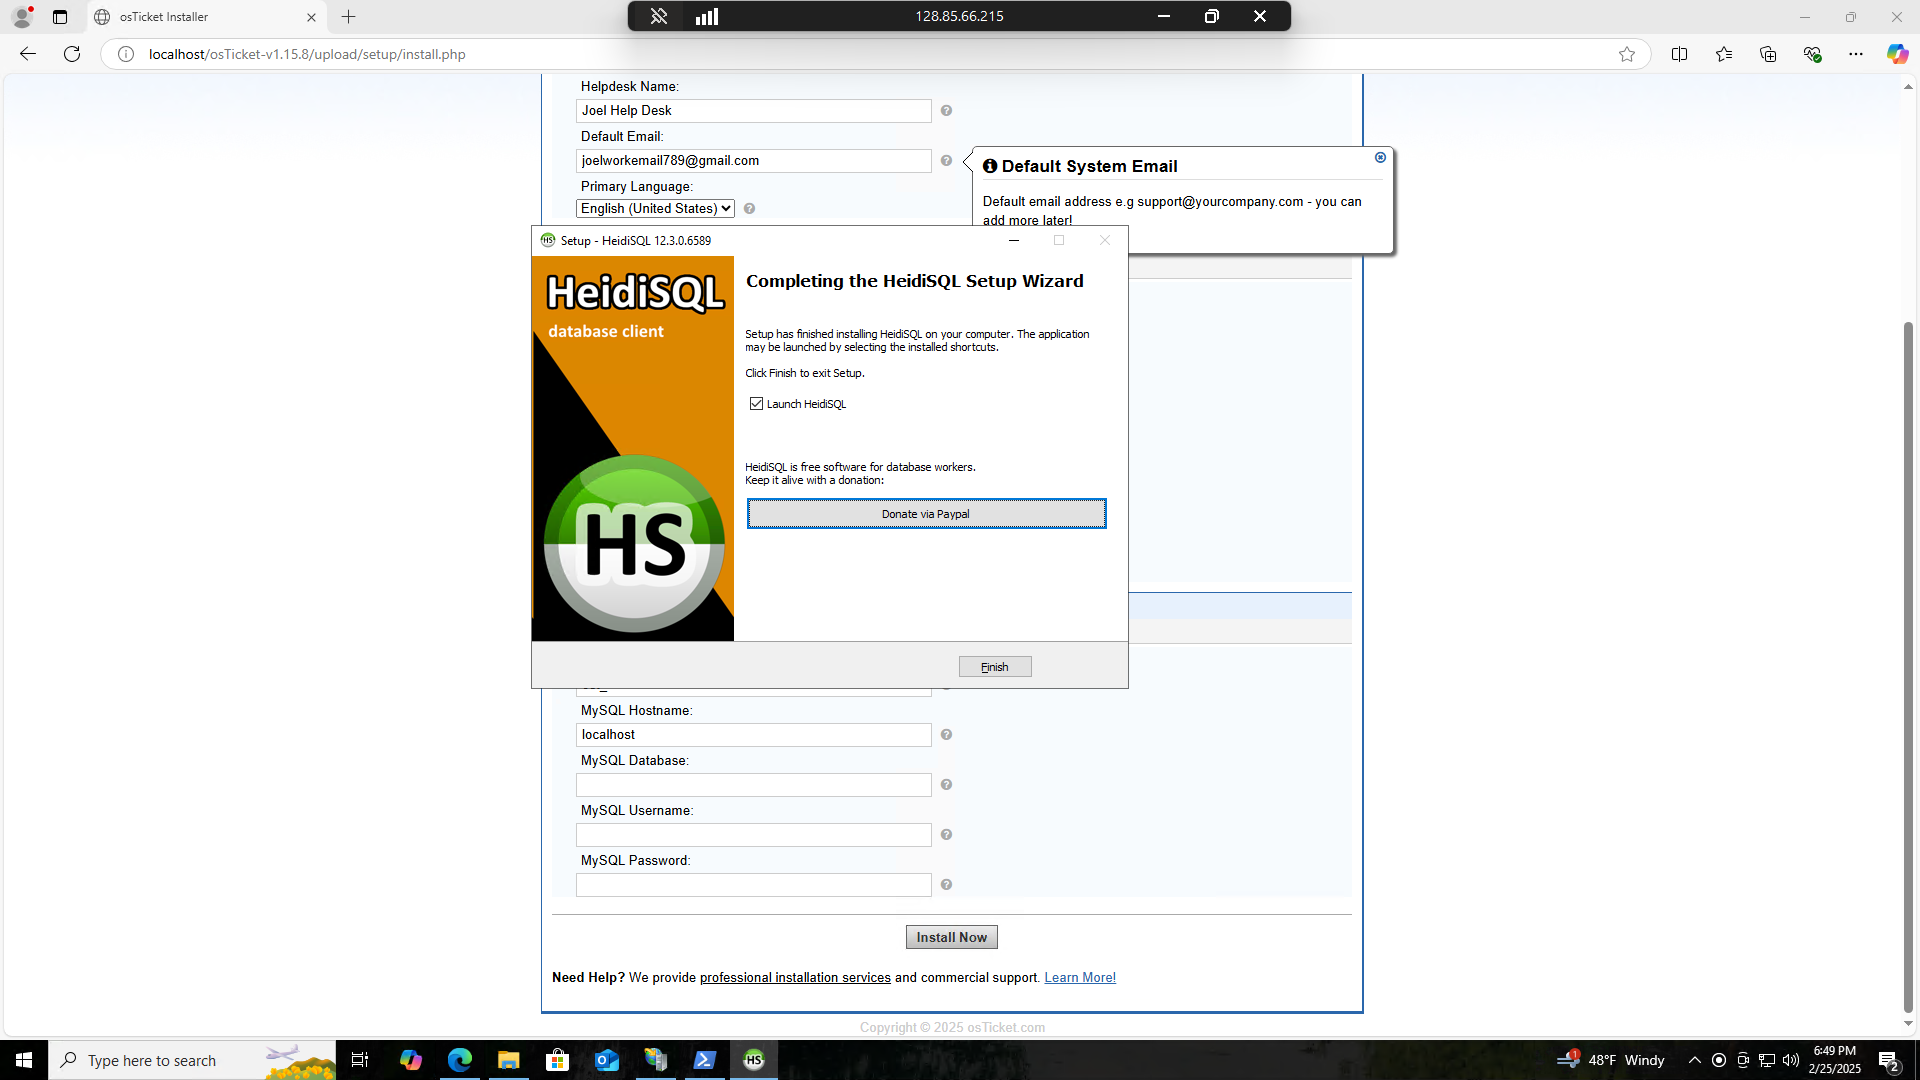 osTicket Installer
128.85.66.215
localhost/osTicket-v1.15.8/upload/setup/install.php
Helpdesk Name:
Joel Help Desk
Default Email:
joelworkemail789@gmail.com
Primary Language:
English (United States)
Default System Email
Default email address e.g support@yourcompany.com - you can
add more later!
HS Setup - HeidiSQL 12.3.0.6589
HeidiSQL
database client
HS
Completing the HeidiSQL Setup Wizard
Setup has finished installing HeidiSQL on your computer. The application
may be launched by selecting the installed shortcuts.
Click Finish to exit Setup.
Launch HeidiSQL
HeidiSQL is free software for database workers.
Keep it alive with a donation:
Donate via Paypal
Finish
MySQL Hostname:
localhost
MySQL Database:
MySQL Username:
MySQL Password:
Install Now
Need Help? We provide professional installation services and commercial support. Learn More!
Copyright © 2025 osTicket.com
Type here to search
HS
1
48°F Windy
6:49 PM
2/25/2025
2